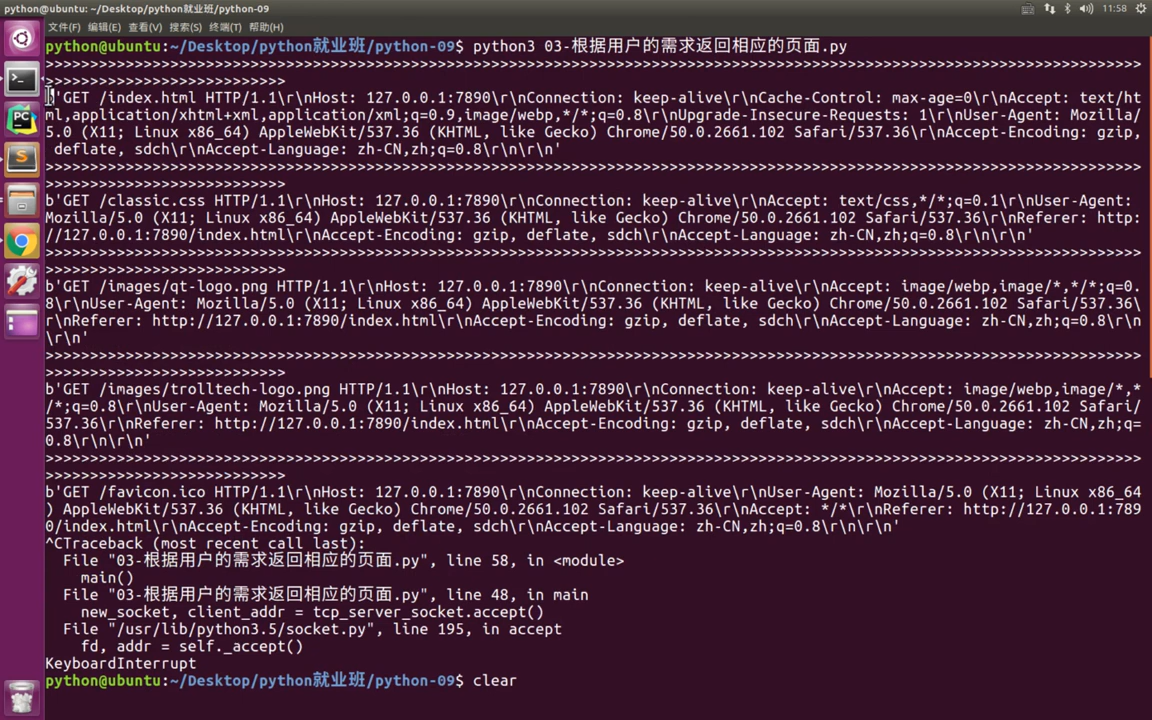 python@ubuntu: ~/Desktop/python就业班/python-09
11:58
文件(F) 编辑(E) 查看(V) 搜索(S) 终端(T) 帮助(H)
python@ubuntu:~/Desktop/python就业班/python-09$ python3 03-根据用户的需求返回相应的页面.py
>>>>>>>>>>>>>>>>>>>>>>>>>>>>>>>>>>>>>>>>>>>>>>>>>>>>>>>>>>>>>>>>>>>>>>>>>>>>>>>>>>>>>>>>>>>>>>>>>>>>>>>>>>>>>>>>>>>>>>>>>>>
>>>>>>>>>>>>>>>>>>>>>>>>>>>
'GET /index.html HTTP/1.1\r\nHost: 127.0.0.1:7890\r\nConnection: keep-alive\r\nCache-Control: max-age=0\r\nAccept: text/ht
ml,application/xhtml+xml,application/xml;q=0.9,image/webp,*/*;q=0.8\r\nUpgrade-Insecure-Requests: 1\r\nUser-Agent: Mozilla/
5.0 (X11; Linux x86_64) AppleWebKit/537.36 (KHTML, like Gecko) Chrome/50.0.2661.102 Safari/537.36\r\nAccept-Encoding: gzip,
 deflate, sdch\r\nAccept-Language: zh-CN,zh;q=0.8\r\n\r\n'
>>>>>>>>>>>>>>>>>>>>>>>>>>>>>>>>>>>>>>>>>>>>>>>>>>>>>>>>>>>>>>>>>>>>>>>>>>>>>>>>>>>>>>>>>>>>>>>>>>>>>>>>>>>>>>>>>>>>>>>>>>>
>>>>>>>>>>>>>>>>>>>>>>>>>>>
b'GET /classic.css HTTP/1.1\r\nHost: 127.0.0.1:7890\r\nConnection: keep-alive\r\nAccept: text/css,*/*;q=0.1\r\nUser-Agent: 
Mozilla/5.0 (X11; Linux x86_64) AppleWebKit/537.36 (KHTML, like Gecko) Chrome/50.0.2661.102 Safari/537.36\r\nReferer: http:
//127.0.0.1:7890/index.html\r\nAccept-Encoding: gzip, deflate, sdch\r\nAccept-Language: zh-CN,zh;q=0.8\r\n\r\n'
>>>>>>>>>>>>>>>>>>>>>>>>>>>>>>>>>>>>>>>>>>>>>>>>>>>>>>>>>>>>>>>>>>>>>>>>>>>>>>>>>>>>>>>>>>>>>>>>>>>>>>>>>>>>>>>>>>>>>>>>>>>
>>>>>>>>>>>>>>>>>>>>>>>>>>>
b'GET /images/qt-logo.png HTTP/1.1\r\nHost: 127.0.0.1:7890\r\nConnection: keep-alive\r\nAccept: image/webp,image/*,*/*;q=0.
8\r\nUser-Agent: Mozilla/5.0 (X11; Linux x86_64) AppleWebKit/537.36 (KHTML, like Gecko) Chrome/50.0.2661.102 Safari/537.36\
r\nReferer: http://127.0.0.1:7890/index.html\r\nAccept-Encoding: gzip, deflate, sdch\r\nAccept-Language: zh-CN,zh;q=0.8\r\n
\r\n'
>>>>>>>>>>>>>>>>>>>>>>>>>>>>>>>>>>>>>>>>>>>>>>>>>>>>>>>>>>>>>>>>>>>>>>>>>>>>>>>>>>>>>>>>>>>>>>>>>>>>>>>>>>>>>>>>>>>>>>>>>>>
>>>>>>>>>>>>>>>>>>>>>>>>>>>
b'GET /images/trolltech-logo.png HTTP/1.1\r\nHost: 127.0.0.1:7890\r\nConnection: keep-alive\r\nAccept: image/webp,image/*,*
/*;q=0.8\r\nUser-Agent: Mozilla/5.0 (X11; Linux x86_64) AppleWebKit/537.36 (KHTML, like Gecko) Chrome/50.0.2661.102 Safari/
537.36\r\nReferer: http://127.0.0.1:7890/index.html\r\nAccept-Encoding: gzip, deflate, sdch\r\nAccept-Language: zh-CN,zh;q=
0.8\r\n\r\n'
>>>>>>>>>>>>>>>>>>>>>>>>>>>>>>>>>>>>>>>>>>>>>>>>>>>>>>>>>>>>>>>>>>>>>>>>>>>>>>>>>>>>>>>>>>>>>>>>>>>>>>>>>>>>>>>>>>>>>>>>>>>
>>>>>>>>>>>>>>>>>>>>>>>>>>>
b'GET /favicon.ico HTTP/1.1\r\nHost: 127.0.0.1:7890\r\nConnection: keep-alive\r\nUser-Agent: Mozilla/5.0 (X11; Linux x86_64
) AppleWebKit/537.36 (KHTML, like Gecko) Chrome/50.0.2661.102 Safari/537.36\r\nAccept: */*\r\nReferer: http://127.0.0.1:789
0/index.html\r\nAccept-Encoding: gzip, deflate, sdch\r\nAccept-Language: zh-CN,zh;q=0.8\r\n\r\n'
^CTraceback (most recent call last):
  File "03-根据用户的需求返回相应的页面.py", line 58, in <module>
    main()
  File "03-根据用户的需求返回相应的页面.py", line 48, in main
    new_socket, client_addr = tcp_server_socket.accept()
  File "/usr/lib/python3.5/socket.py", line 195, in accept
    fd, addr = self._accept()
KeyboardInterrupt
python@ubuntu:~/Desktop/python就业班/python-09$ clear